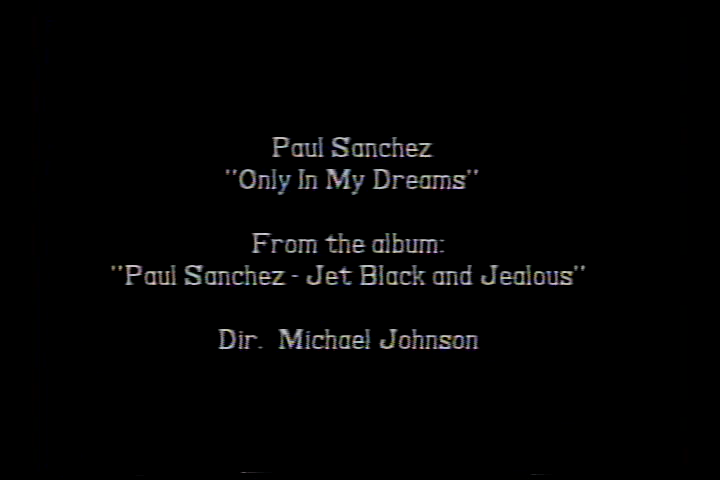 Paul Sanchez
"Only In My Dreams"
From the album:
"Paul Sanchez - Jet Black and Jealous"
Dir. Michael Johnson